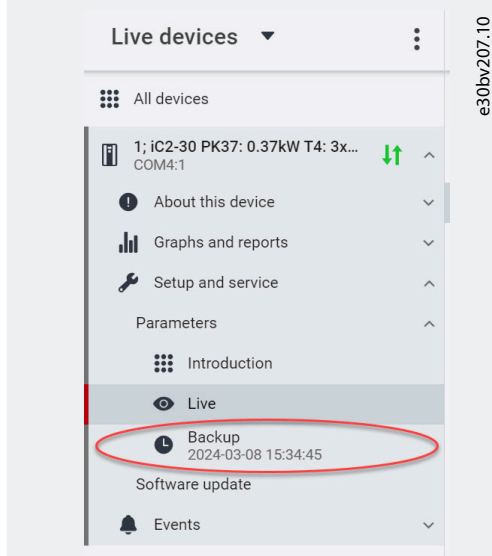 Live devices
All devices
1; iC2-30 PK37: 0.37kW T4: 3x...
COM4:1
About this device
Graphs and reports
Setup and service
Parameters
Introduction
Live
Backup
2024-03-08 15:34:45
Software update
Events
e30bv207.10